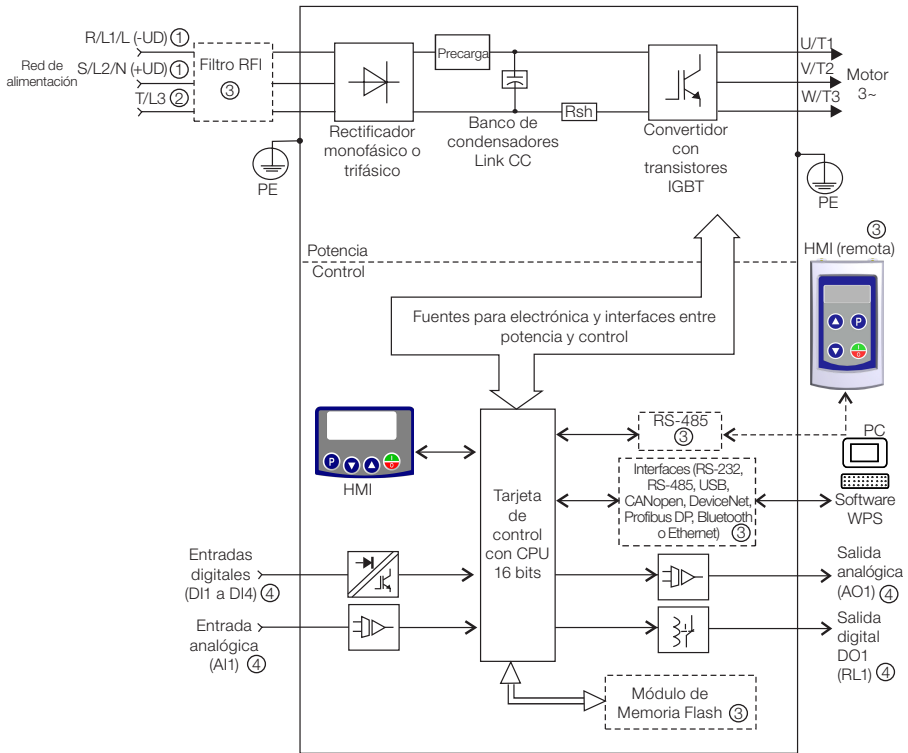 R/L1/L (-UD) ①
Red de
alimentación
S/L2/N (+UD) ①
T/L3 ②
Filtro RFI
③
PE
Rectificador
monofásico o
trifásico
Precarga
Banco de
condensadores
Link CC
Rsh
Convertidor
con
transistores
IGBT
U/T1
V/T2
W/T3
Motor
3~
PE
Potencia
Control
③
HMI (remota)
P
I
0
Fuentes para electrónica y interfaces entre
potencia y control
P
I
0
HMI
Tarjeta
de
control
con CPU
16 bits
RS-485
③
Interfaces (RS-232,
RS-485, USB,
CANopen, DeviceNet,
Profibus DP, Bluetooth
o Ethernet) ③
PC
Software
WPS
Entradas
digitales
(DI1 a DI4) ④
Entrada
analógica
(AI1) ④
Salida
analógica
(AO1) ④
Salida
digital
DO1
(RL1) ④
Módulo de
Memoria Flash ③